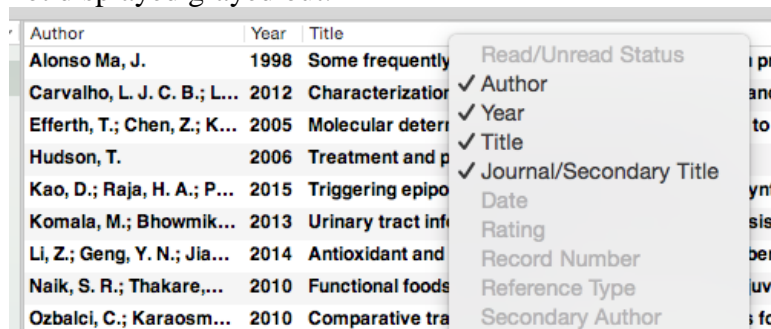 Author Year Title
Alonso Ma, J. 1998 Some frequently
Carvalho, L. J. C. B.; L... 2012 Characterization
Efferth, T.; Chen, Z.; K... 2005 Molecular deter
Hudson, T. 2006 Treatment and p
Kao, D.; Raja, H. A.; P... 2015 Triggering epipo
Komala, M.; Bhowmik... 2013 Urinary tract inf
Li, Z.; Geng, Y. N.; Jia... 2014 Antioxidant and
Naik, S. R.; Thakare,... 2010 Functional foods
Ozbalci, C.; Karaosm... 2010 Comparative tra
Read/Unread Status
✓ Author
✓ Year
✓ Title
✓ Journal/Secondary Title
Date
Rating
Record Number
Reference Type
Secondary Author